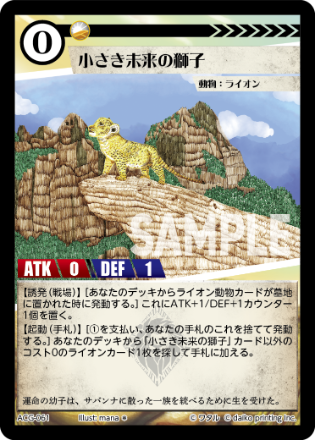 0
小さき未来の獅子
動物：ライオン
SAMPLE
ATK 0 DEF 1
【誘発（戦場）】［あなたのデッキからライオン動物カードが墓地
に置かれた時に発動する。］これにATK+1/DEF+1カウンター
1個を置く。
【起動（手札）】［①を支払い、あなたの手札のこれを捨てて発動
する。］あなたのデッキから「小さき未来の獅子」カード以外の
コスト0のライオンカード1枚を探して手札に加える。
運命の幼子は、サバンナに散った一族を統べるために生を受けた。
ACG-051 illust: mana ● © ワタル © daiko printing,inc.